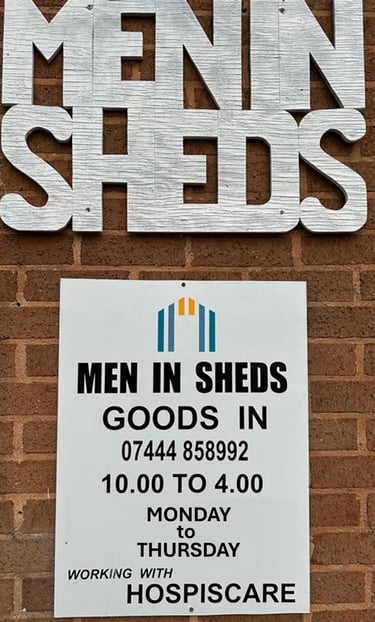 MEN IN
SHEDS
MEN IN SHEDS
GOODS IN
07444 858992
10.00 TO 4.00
MONDAY
to
THURSDAY
WORKING WITH
HOSPISCARE